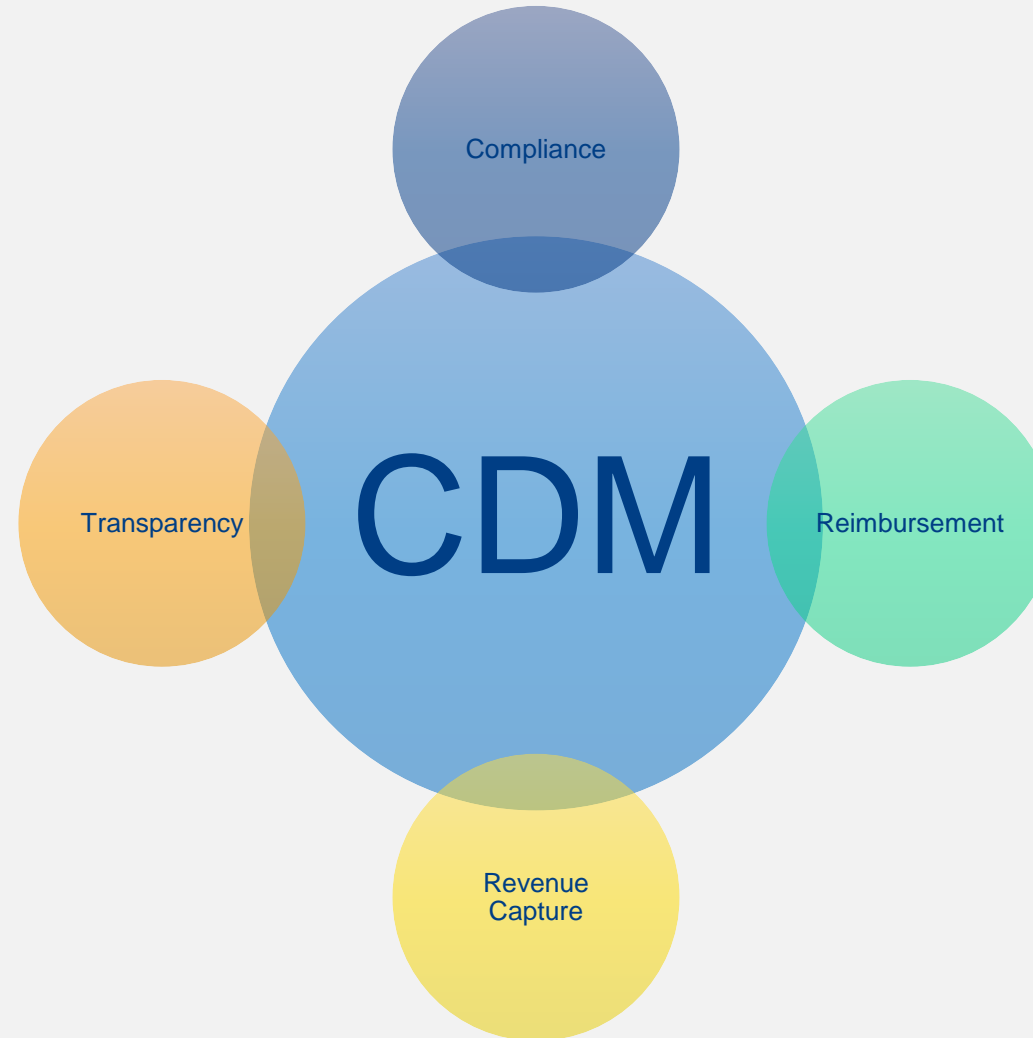 Compliance
Transparency
CDM
Reimbursement
Revenue
Capture